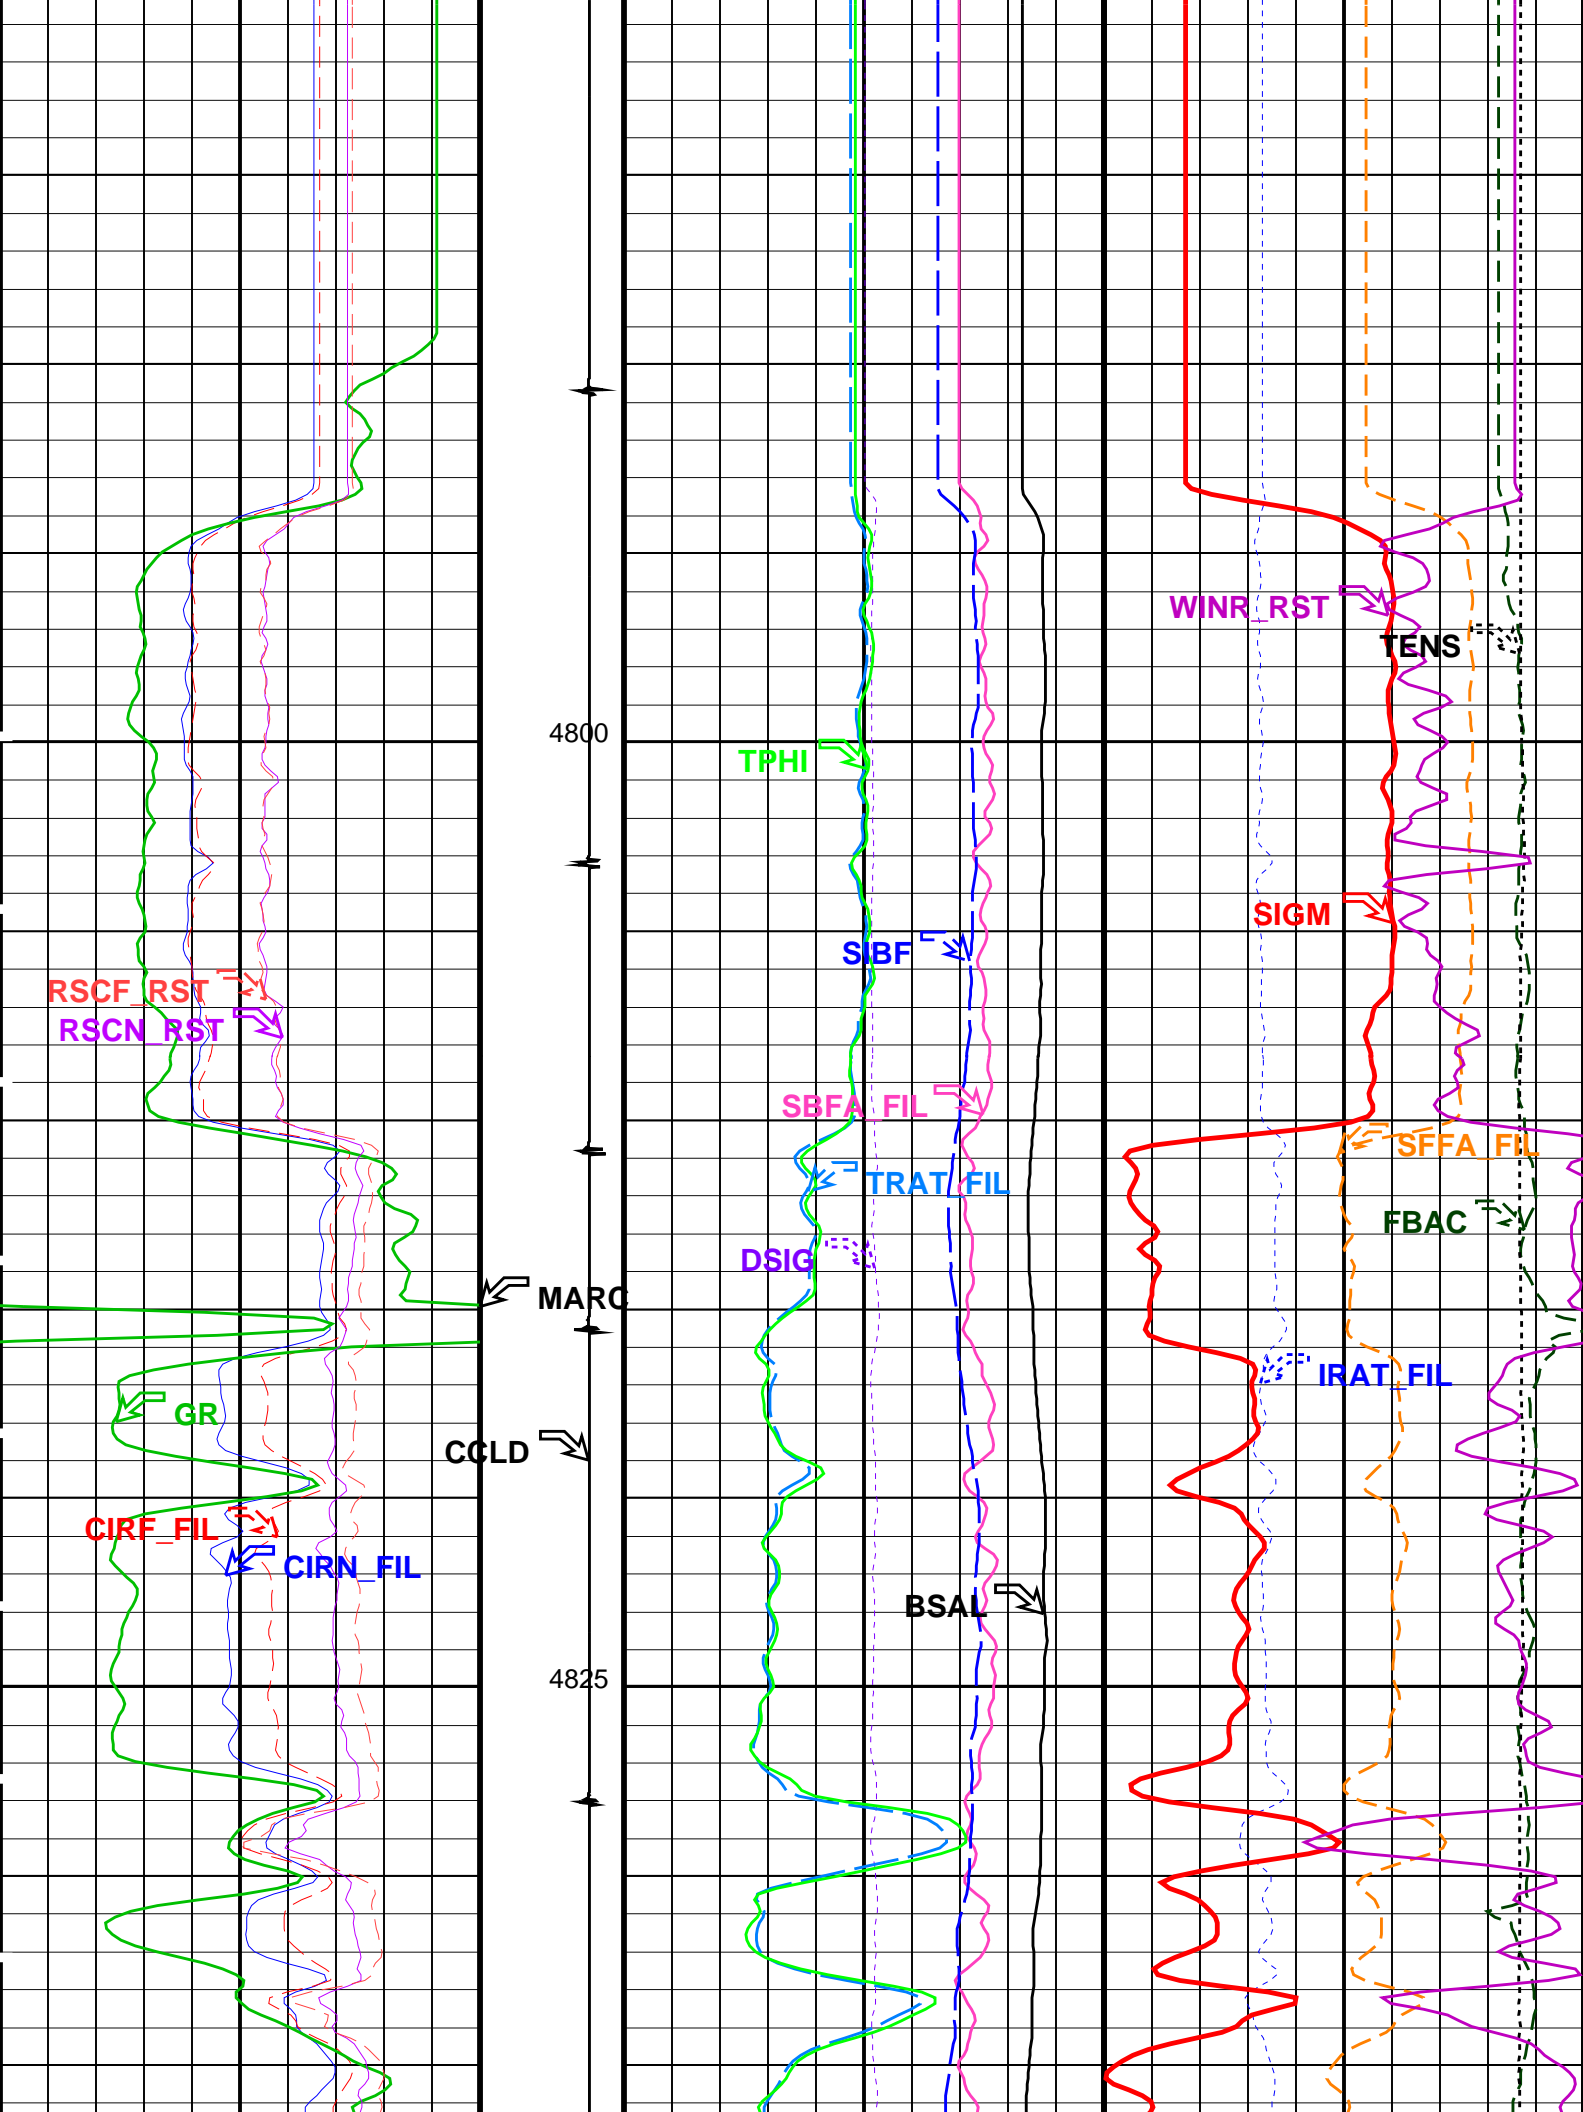 WINR_RST
TENS
4800
TPHI
SIGM
SIBF
RSCF_RST
RSCN_RST
SBFA_FIL
SFFA_FIL
TRAT_FIL
FBAC
DSIG
MARC
IRAT_FIL
GR
CCLD
CIRF_FIL
CIRN_FIL
BSAL
4825